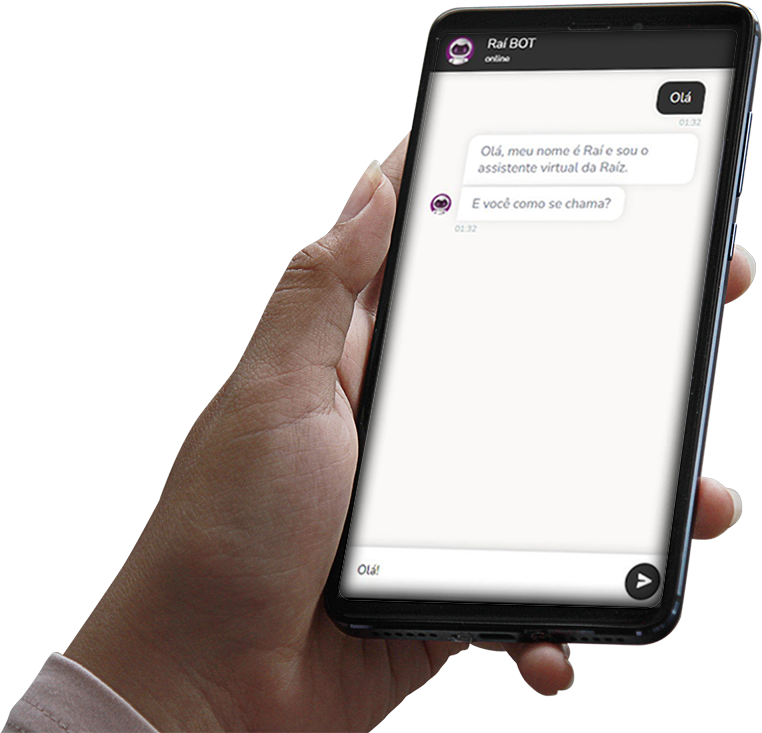 Raí BOT
online
Olá
01:32
Olá, meu nome é Raí e sou o
assistente virtual da Raíz.
E você como se chama?
01:32
Olá!